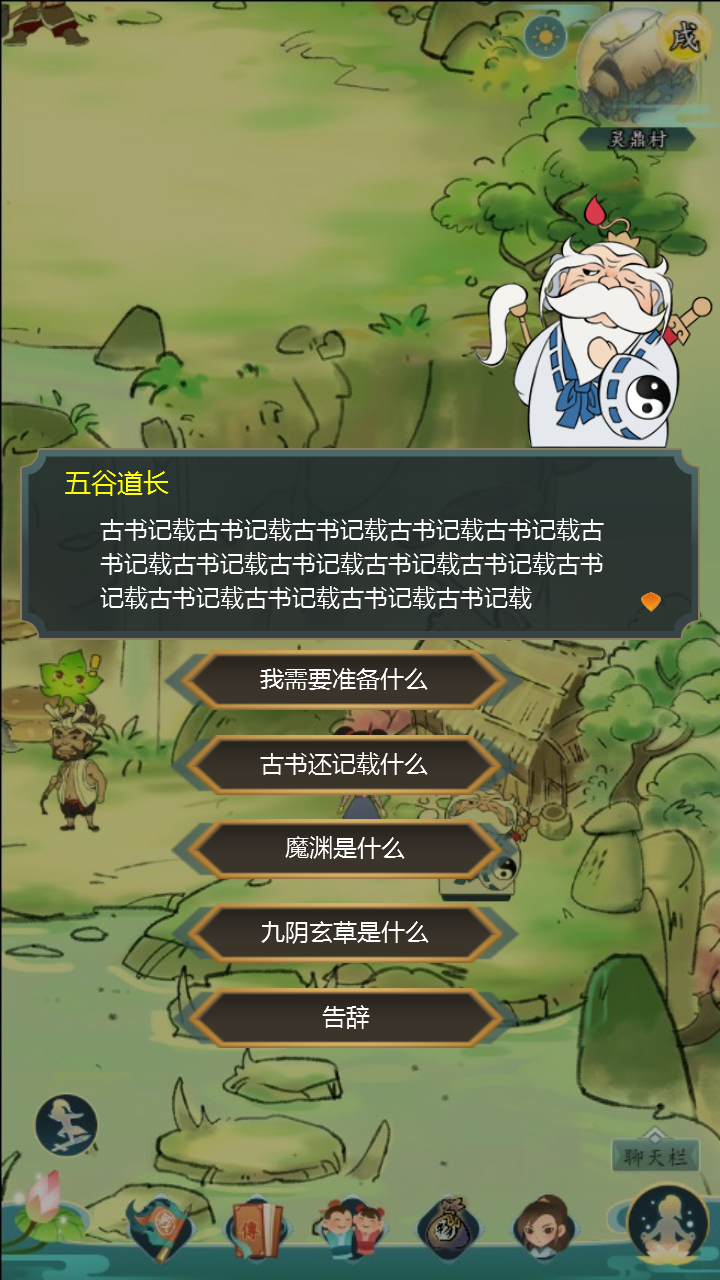 戌
灵鼎村
五谷道长
古书记载古书记载古书记载古书记载古书记载古
书记载古书记载古书记载古书记载古书记载古书
记载古书记载古书记载古书记载古书记载
我需要准备什么
古书还记载什么
魔渊是什么
九阴玄草是什么
告辞
聊天栏
傳
物